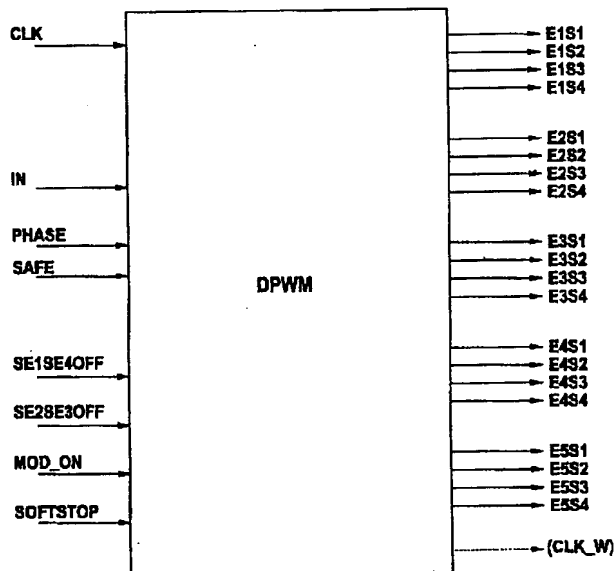 CLK
IN
PHASE
SAFE
SE1SE4OFF
SE2SE3OFF
MOD_ON
SOFTSTOP
DPWM
E1S1
E1S2
E1S3
E1S4
E2S1
E2S2
E2S3
E2S4
E3S1
E3S2
E3S3
E3S4
E4S1
E4S2
E4S3
E4S4
E5S1
E5S2
E5S3
E5S4
(CLK_W)